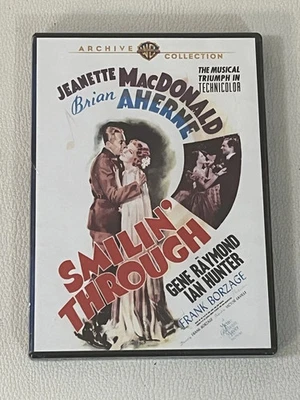 ARCHIVE WB COLLECTION
JEANETTE
MACDONALD
Brian
AHERNE
THE MUSICAL
TRIUMPH IN
TECHNICOLOR
SMILIN'
THROUGH
GENE RAYMOND
IAN HUNTER
FRANK BORZAGE